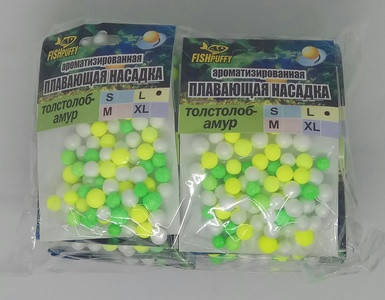 FISHPUFFY
ароматизированная
ПЛАВАЮЩАЯ НАСАДКА
толстолоб-
амур
S L
M XL
FISHPUFFY
ароматизированная
ПЛАВАЮЩАЯ НАСАДКА
толстолоб-
амур
S L
M XL